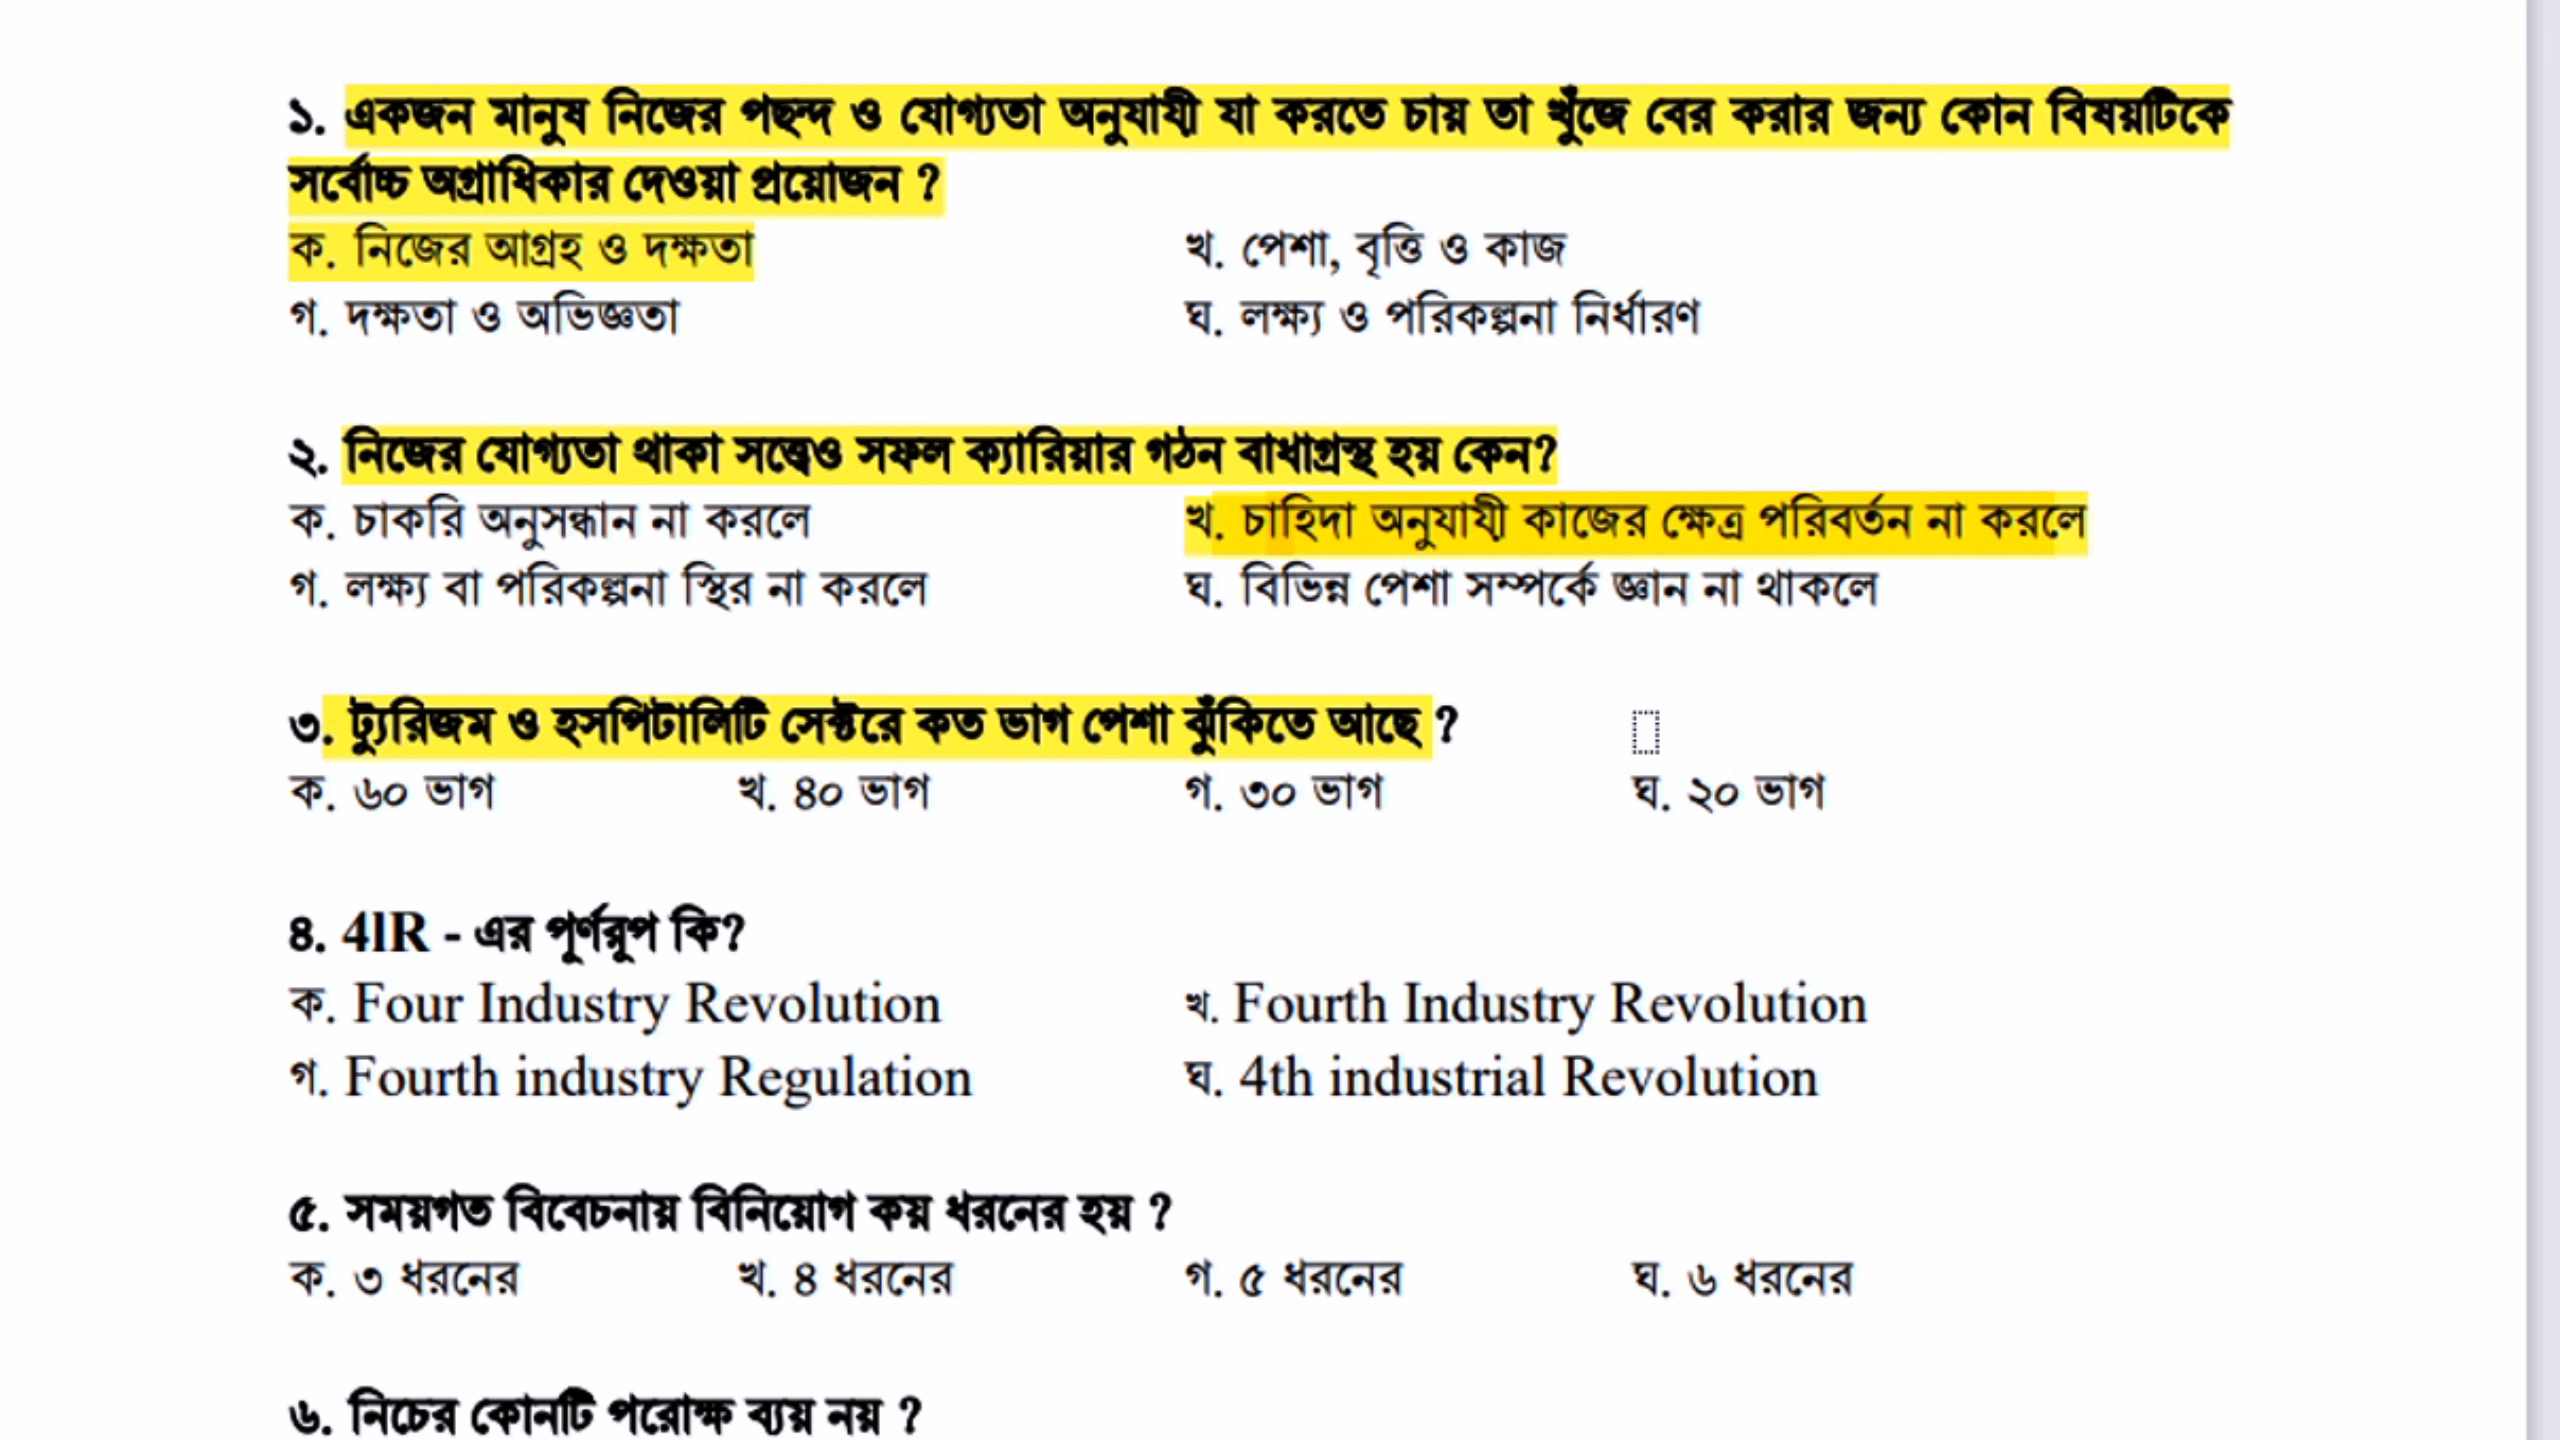 ১. একজন মানুষ নিজের পছন্দ ও যোগ্যতা অনুযায়ী যা করতে চায় তা খুঁজে বের করার জন্য কোন বিষয়টিকে
সর্বোচ্চ অগ্রাধিকার দেওয়া প্রয়োজন ?
ক. নিজের আগ্রহ ও দক্ষতা খ. পেশা, বৃত্তি ও কাজ
গ. দক্ষতা ও অভিজ্ঞতা ঘ. লক্ষ্য ও পরিকল্পনা নির্ধারণ
২. নিজের যোগ্যতা থাকা সত্ত্বেও সফল ক্যারিয়ার গঠন বাধাগ্রস্থ হয় কেন?
ক. চাকরি অনুসন্ধান না করলে খ. চাহিদা অনুযায়ী কাজের ক্ষেত্র পরিবর্তন না করলে
গ. লক্ষ্য বা পরিকল্পনা স্থির না করলে ঘ. বিভিন্ন পেশা সম্পর্কে জ্ঞান না থাকলে
৩. ট্যুরিজম ও হসপিটালিটি সেক্টরে কত ভাগ পেশা ঝুঁকিতে আছে ?
ক. ৬০ ভাগ খ. ৪০ ভাগ গ. ৩০ ভাগ ঘ. ২০ ভাগ
৪. 4lR - এর পূর্ণরূপ কি?
ক. Four Industry Revolution খ. Fourth Industry Revolution
গ. Fourth industry Regulation ঘ. 4th industrial Revolution
৫. সময়গত বিবেচনায় বিনিয়োগ কয় ধরনের হয় ?
ক. ৩ ধরনের খ. ৪ ধরনের গ. ৫ ধরনের ঘ. ৬ ধরনের
৬. নিচের কোনটি পরোক্ষ ব্যয় নয় ?